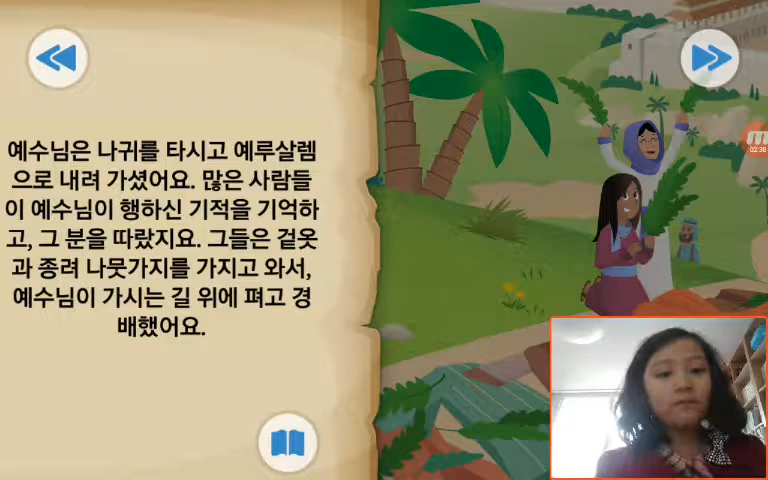 예수님은 나귀를 타시고 예루살렘
으로 내려 가셨어요. 많은 사람들
이 예수님이 행하신 기적을 기억하
고, 그 분을 따랐지요. 그들은 겉옷
과 종려 나뭇가지를 가지고 와서,
예수님이 가시는 길 위에 펴고 경
배했어요.
02:38